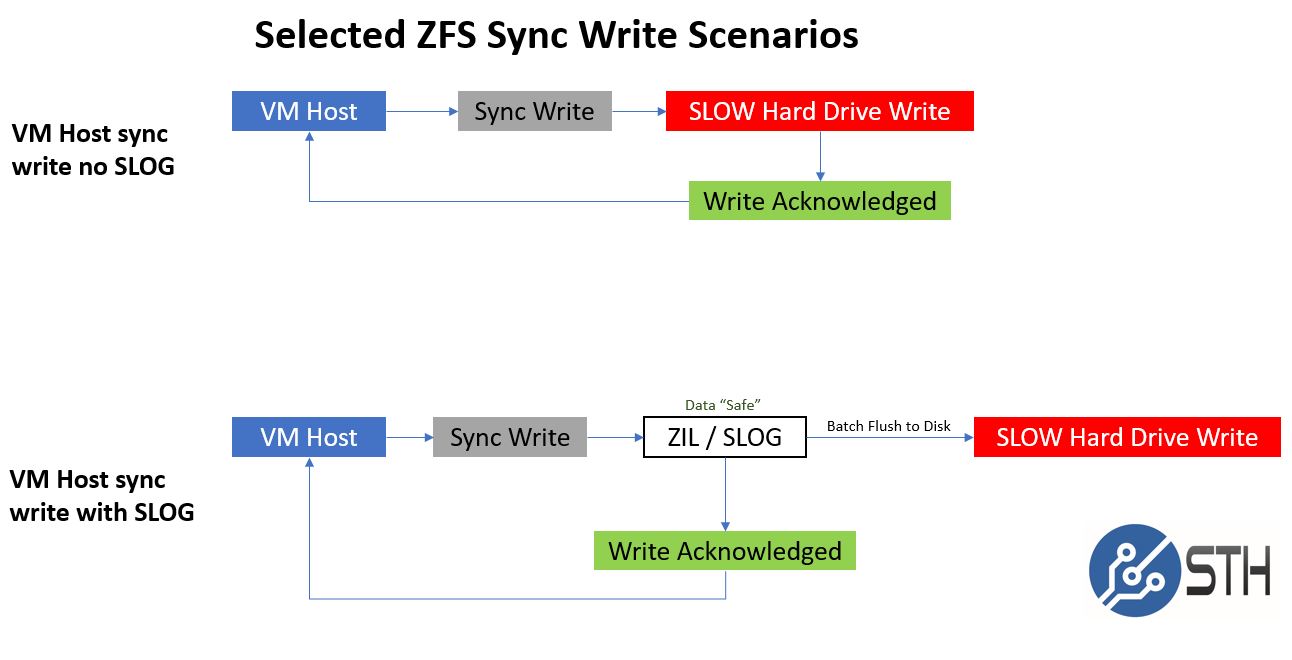 Selected ZFS Sync Write Scenarios
VM Host sync
write no SLOG
VM Host
Sync Write
SLOW Hard Drive Write
Write Acknowledged
VM Host sync
write with SLOG
VM Host
Sync Write
Data “Safe”
ZIL / SLOG
Batch Flush to Disk
SLOW Hard Drive Write
Write Acknowledged
STH